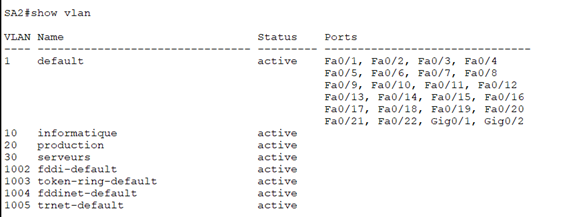 SA2#show vlan
VLAN Name Status Ports
---- -------------------------------- --------- -------------------------------
1 default active Fa0/1, Fa0/2, Fa0/3, Fa0/4
Fa0/5, Fa0/6, Fa0/7, Fa0/8
Fa0/9, Fa0/10, Fa0/11, Fa0/12
Fa0/13, Fa0/14, Fa0/15, Fa0/16
Fa0/17, Fa0/18, Fa0/19, Fa0/20
Fa0/21, Fa0/22, Gig0/1, Gig0/2
10 informatique active
20 production active
30 serveurs active
1002 fddi-default active
1003 token-ring-default active
1004 fddinet-default active
1005 trnet-default active